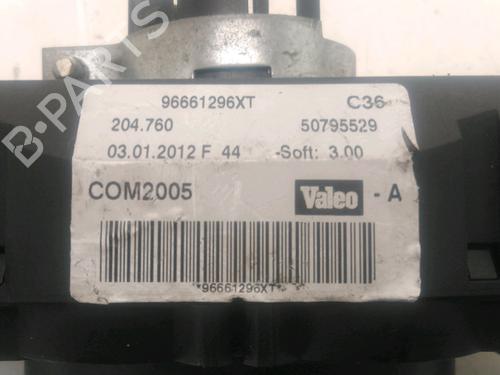 96661296XT C36
204.760 50795529
03.01.2012 F 44 -Soft: 3.00
COM2005 Valeo - A
*96661296XT*
B-PARTS